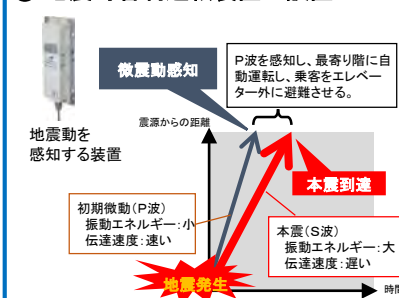 P波を感知し、最寄り階に自
動運転し、乗客をエレベー
ター外に避難させる。
微震動感知
震源からの距離
地震動を
感知する装置
本震到達
初期微動(P波)
振動エネルギー:小
伝達速度:速い
本震(S波)
振動エネルギー:大
伝達速度:遅い
地震発生
時間